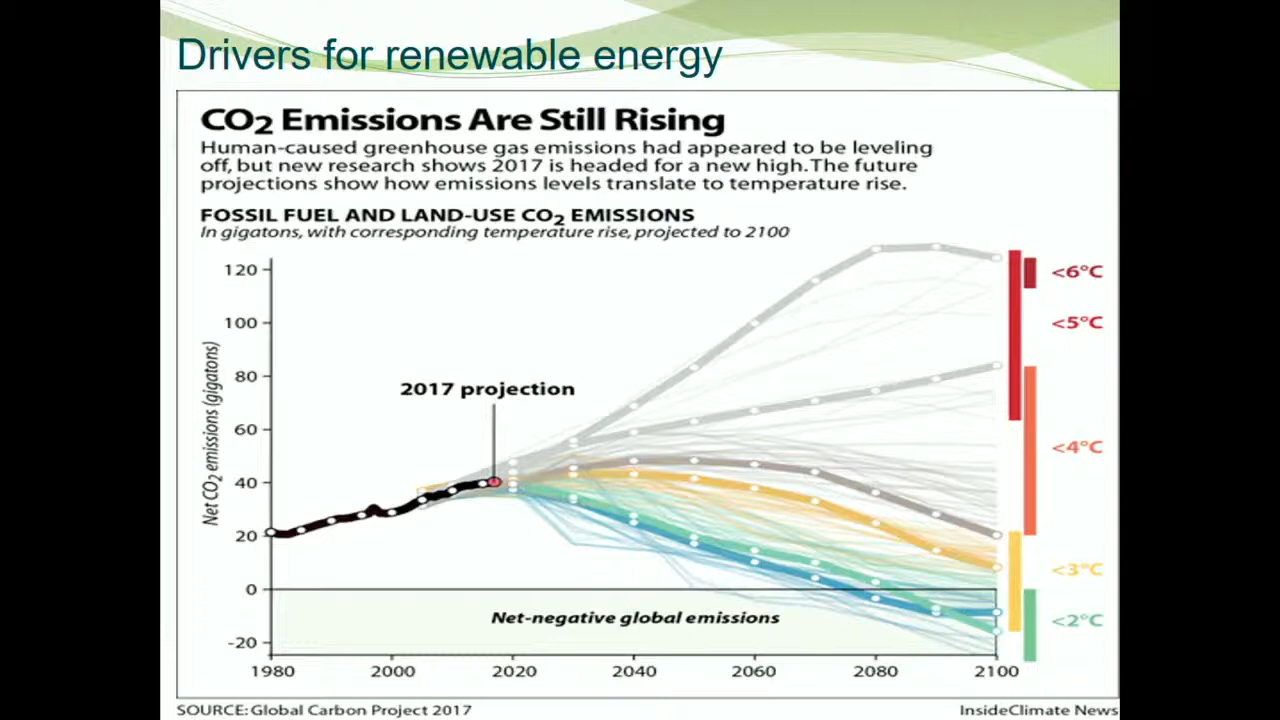 Drivers for renewable energy
CO2 Emissions Are Still Rising
Human-caused greenhouse gas emissions had appeared to be leveling
off, but new research shows 2017 is headed for a new high. The future
projections show how emissions levels translate to temperature rise.
FOSSIL FUEL AND LAND-USE CO2 EMISSIONS
In gigatons, with corresponding temperature rise, projected to 2100
120
100
80
60
40
20
0
-20
Net CO2 emissions (gigatons)
2017 projection
Net-negative global emissions
<6°C
<5°C
<4°C
<3°C
<2°C
1980 2000 2020 2040 2060 2080 2100
SOURCE: Global Carbon Project 2017 InsideClimate News